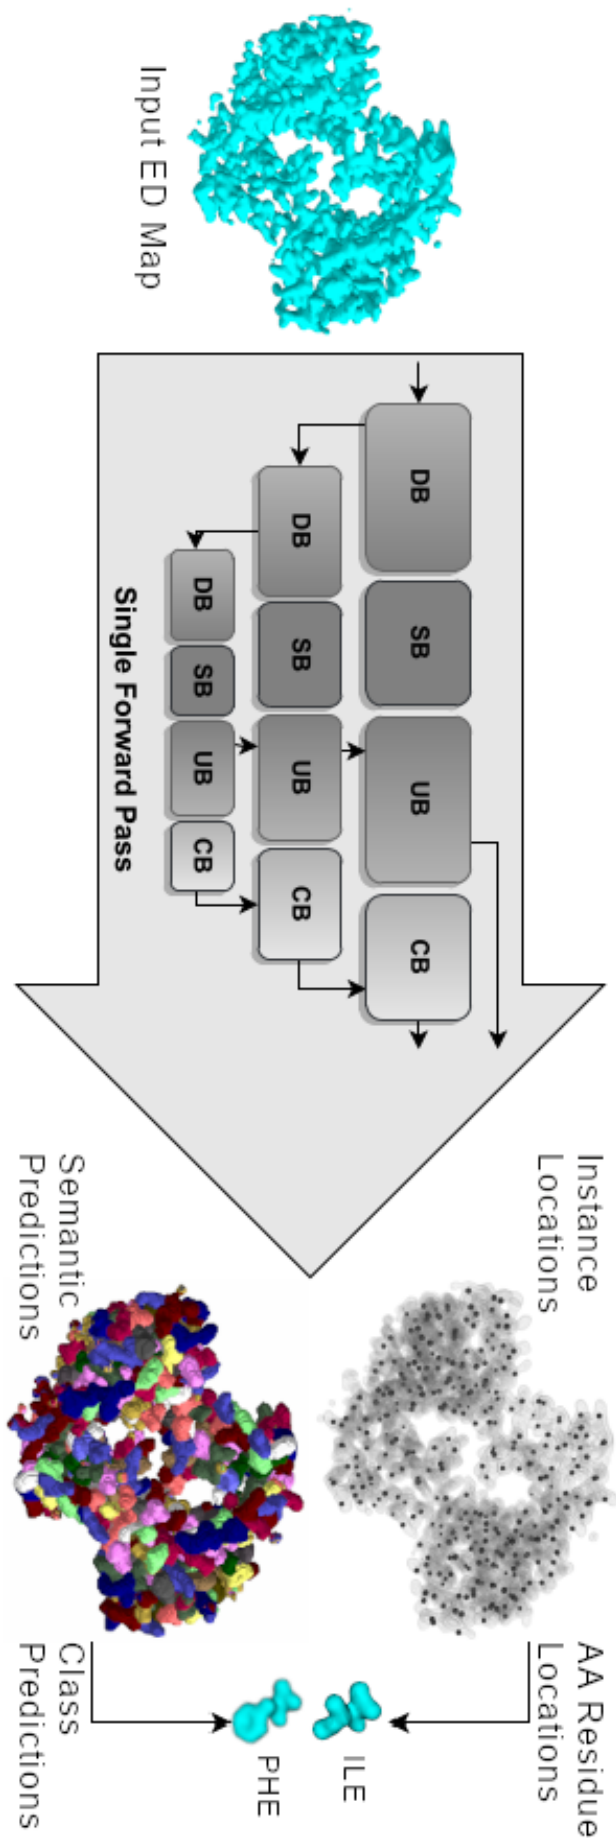 Input ED Map
DB
SB
UB
CB
DB
SB
UB
CB
DB
SB
UB
CB
Single Forward Pass
Instance
Locations
Semantic
Predictions
AA Residue
Locations
ILE
PHE
Class
Predictions